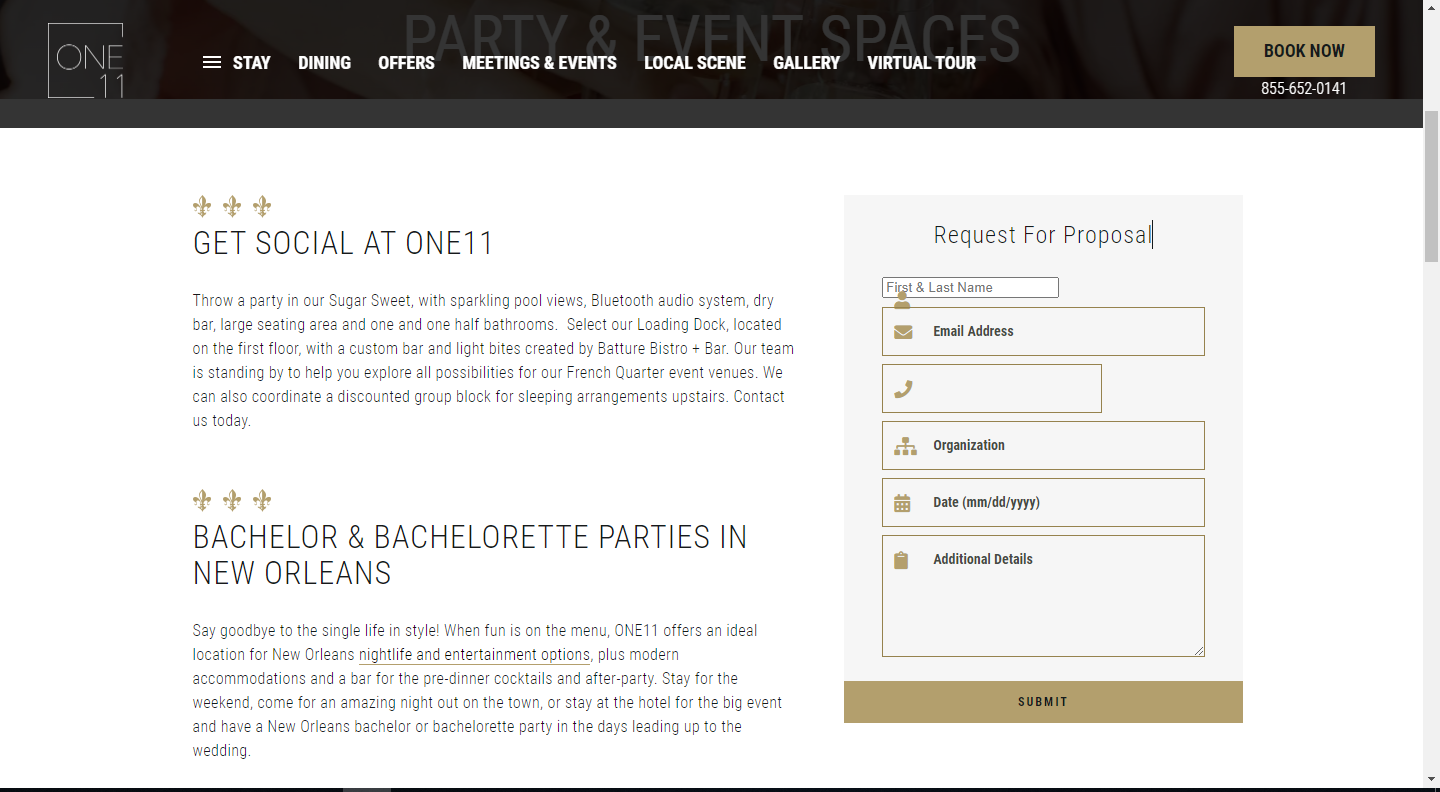 PARTY & EVENT SPACES
ONE
11
STAY DINING OFFERS MEETINGS & EVENTS LOCAL SCENE GALLERY VIRTUAL TOUR
BOOK NOW
855-652-0141
GET SOCIAL AT ONE11
Throw a party in our Sugar Sweet, with sparkling pool views, Bluetooth audio system, dry
bar, large seating area and one and one half bathrooms. Select our Loading Dock, located
on the first floor, with a custom bar and light bites created by Batture Bistro + Bar. Our team
is standing by to help you explore all possibilities for our French Quarter event venues. We
can also coordinate a discounted group block for sleeping arrangements upstairs. Contact
us today.
BACHELOR & BACHELORETTE PARTIES IN
NEW ORLEANS
Say goodbye to the single life in style! When fun is on the menu, ONE11 offers an ideal
location for New Orleans nightlife and entertainment options, plus modern
accommodations and a bar for the pre-dinner cocktails and after-party. Stay for the
weekend, come for an amazing night out on the town, or stay at the hotel for the big event
and have a New Orleans bachelor or bachelorette party in the days leading up to the
wedding.
Request For Proposal
First & Last Name
Email Address
Organization
Date (mm/dd/yyyy)
Additional Details
SUBMIT